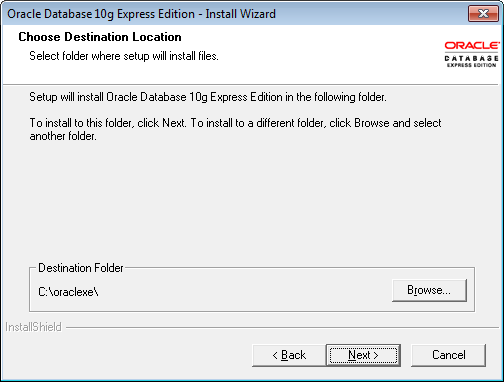 Oracle Database 10g Express Edition - Install Wizard
Choose Destination Location
Select folder where setup will install files.
ORACLE
DATABASE
EXPRESS EDITION
Setup will install Oracle Database 10g Express Edition in the following folder.
To install to this folder, click Next. To install to a different folder, click Browse and select
another folder.
Destination Folder
C:\oraclexe\
Browse...
InstallShield
< Back
Next >
Cancel